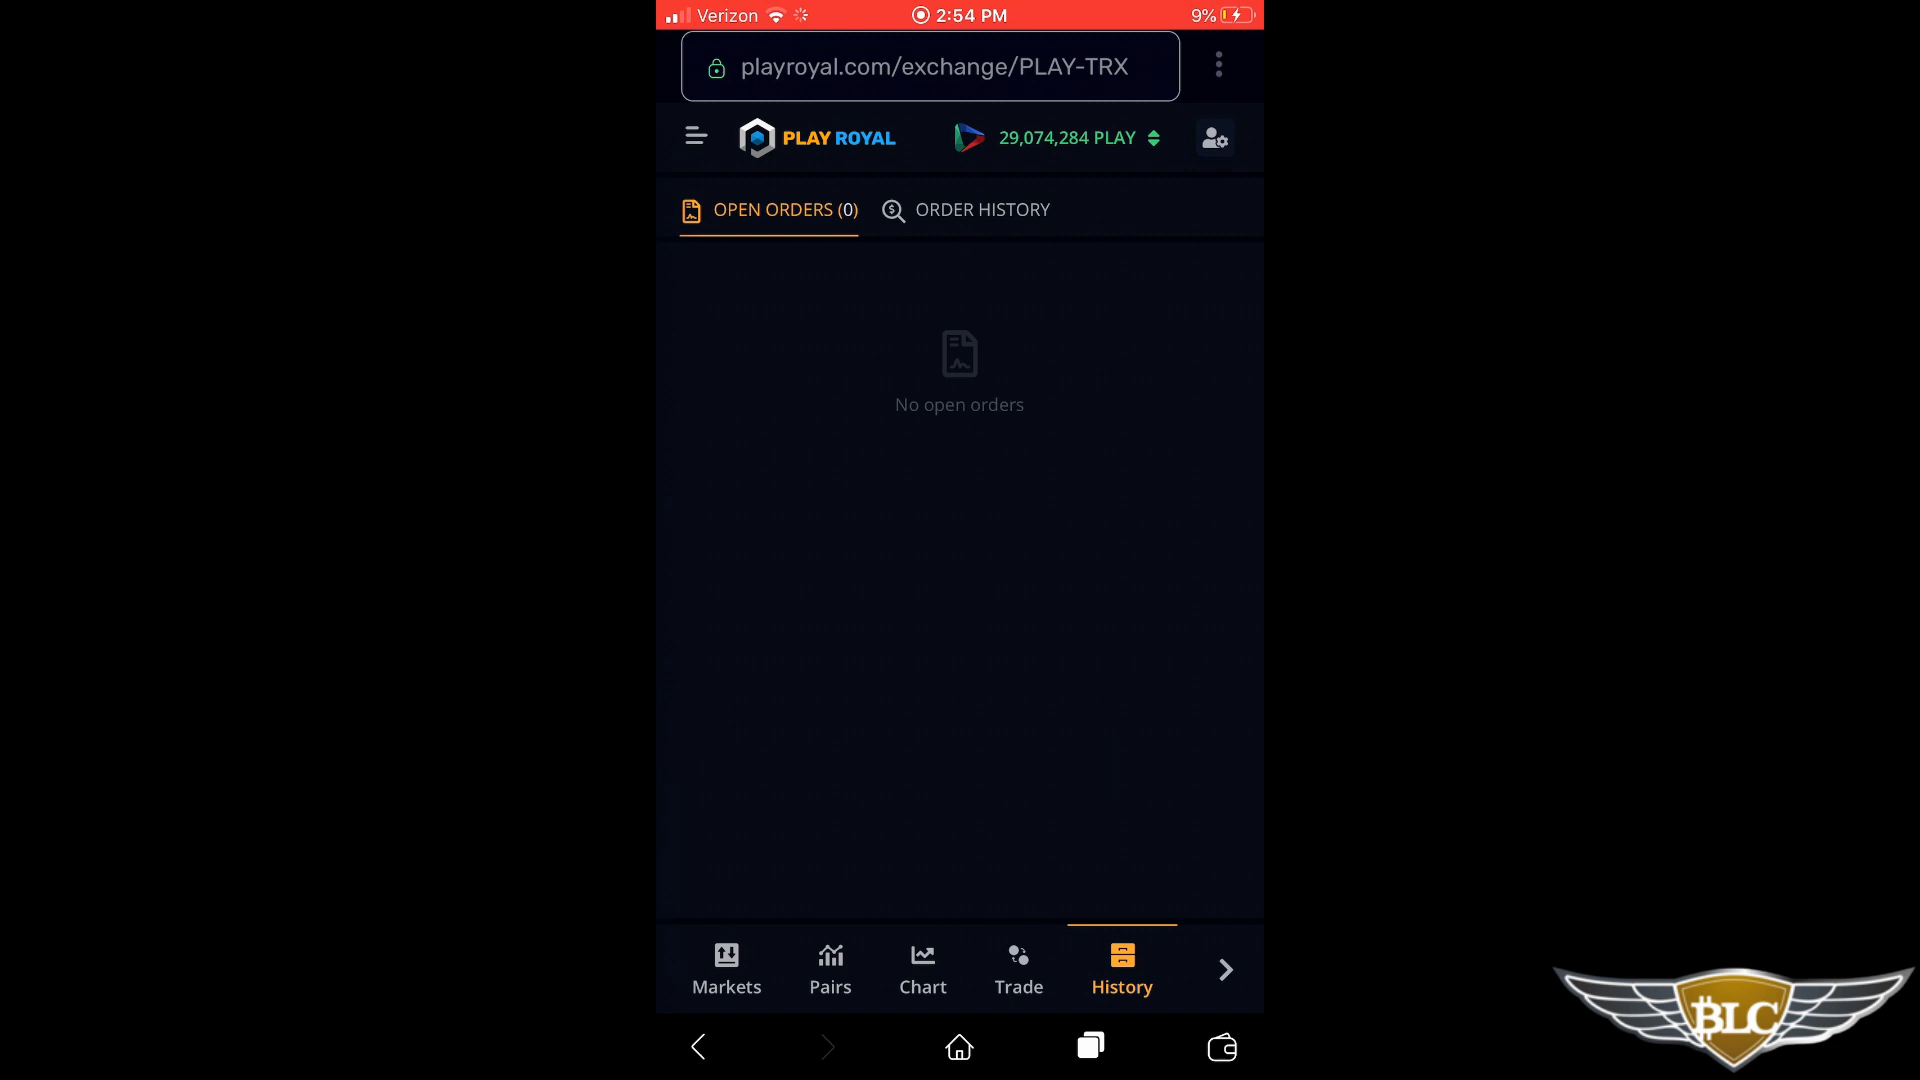 Verizon 2:54 PM 9%
playroyal.com/exchange/PLAY-TRX
PLAY ROYAL 29,074,284 PLAY
OPEN ORDERS (0) ORDER HISTORY
No open orders
Markets Pairs Chart Trade History
BLC